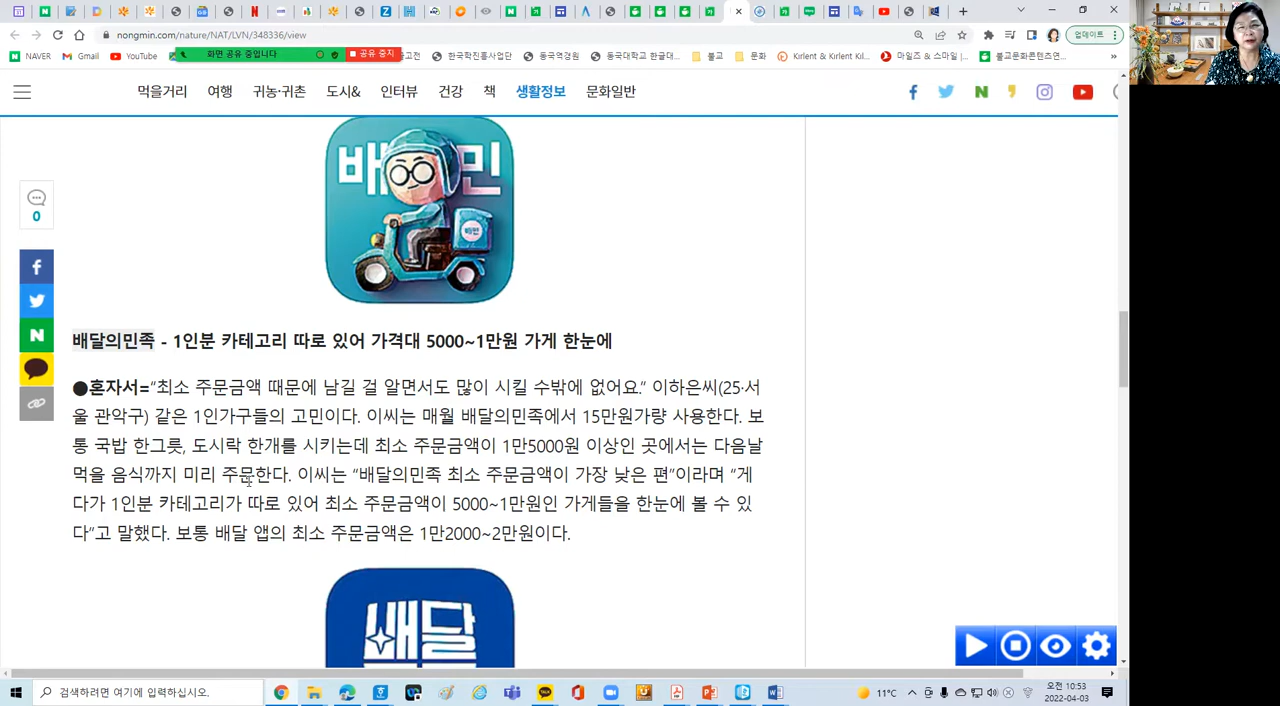 nongmin.com/nature/NAT/LVN/348336/view
업데이트
NAVER
Gmail
YouTube
화면 공유 중입니다.
공유 중지
한국학진흥사업단
동국영경원
동국대학교 한글대...
불교
문화
Kirlent & Kirlent Kil...
마일즈 & 스마일 |...
불교문화콘텐츠연...
»
먹을거리 여행 귀농·귀촌 도시& 인터뷰 건강 책 생활정보 문화일반
배 민
배민
0
배달의민족 - 1인분 카테고리 따로 있어 가격대 5000~1만원 가게 한눈에
●혼자서="최소 주문금액 때문에 남길 걸 알면서도 많이 시킬 수밖에 없어요." 이하은씨(25·서
울 관악구) 같은 1인가구들의 고민이다. 이씨는 매월 배달의민족에서 15만원가량 사용한다. 보
통 국밥 한그릇, 도시락 한개를 시키는데 최소 주문금액이 1만5000원 이상인 곳에서는 다음날
먹을 음식까지 미리 주문한다. 이씨는 "배달의민족 최소 주문금액이 가장 낮은 편"이라며 "게
다가 1인분 카테고리가 따로 있어 최소 주문금액이 5000~1만원인 가게들을 한눈에 볼 수 있
다"고 말했다. 보통 배달 앱의 최소 주문금액은 1만2000~2만원이다.
배달
검색하려면 여기에 입력하십시오.
11°C
오전 10:53
2022-04-03